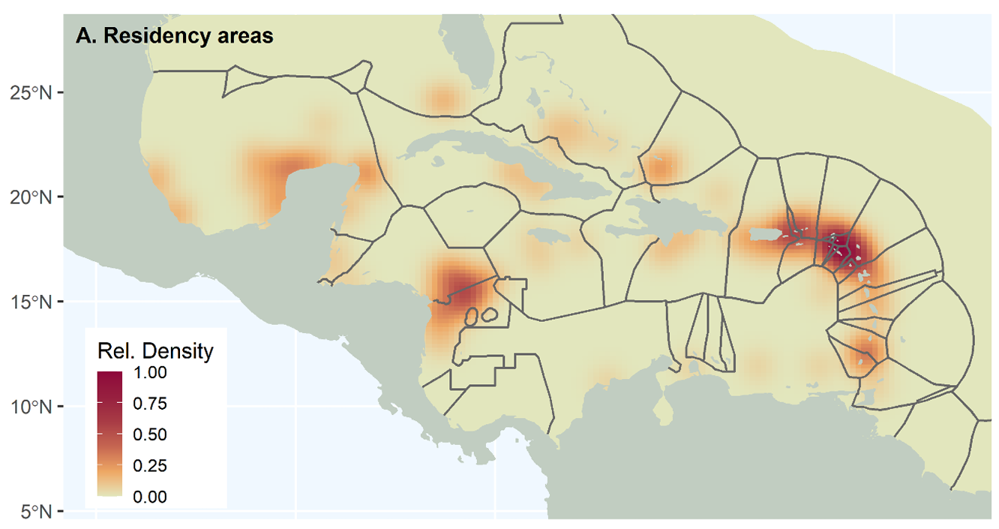 A. Residency areas
25°N
20°N
15°N
10°N
5°N
Rel. Density
1.00
0.75
0.50
0.25
0.00